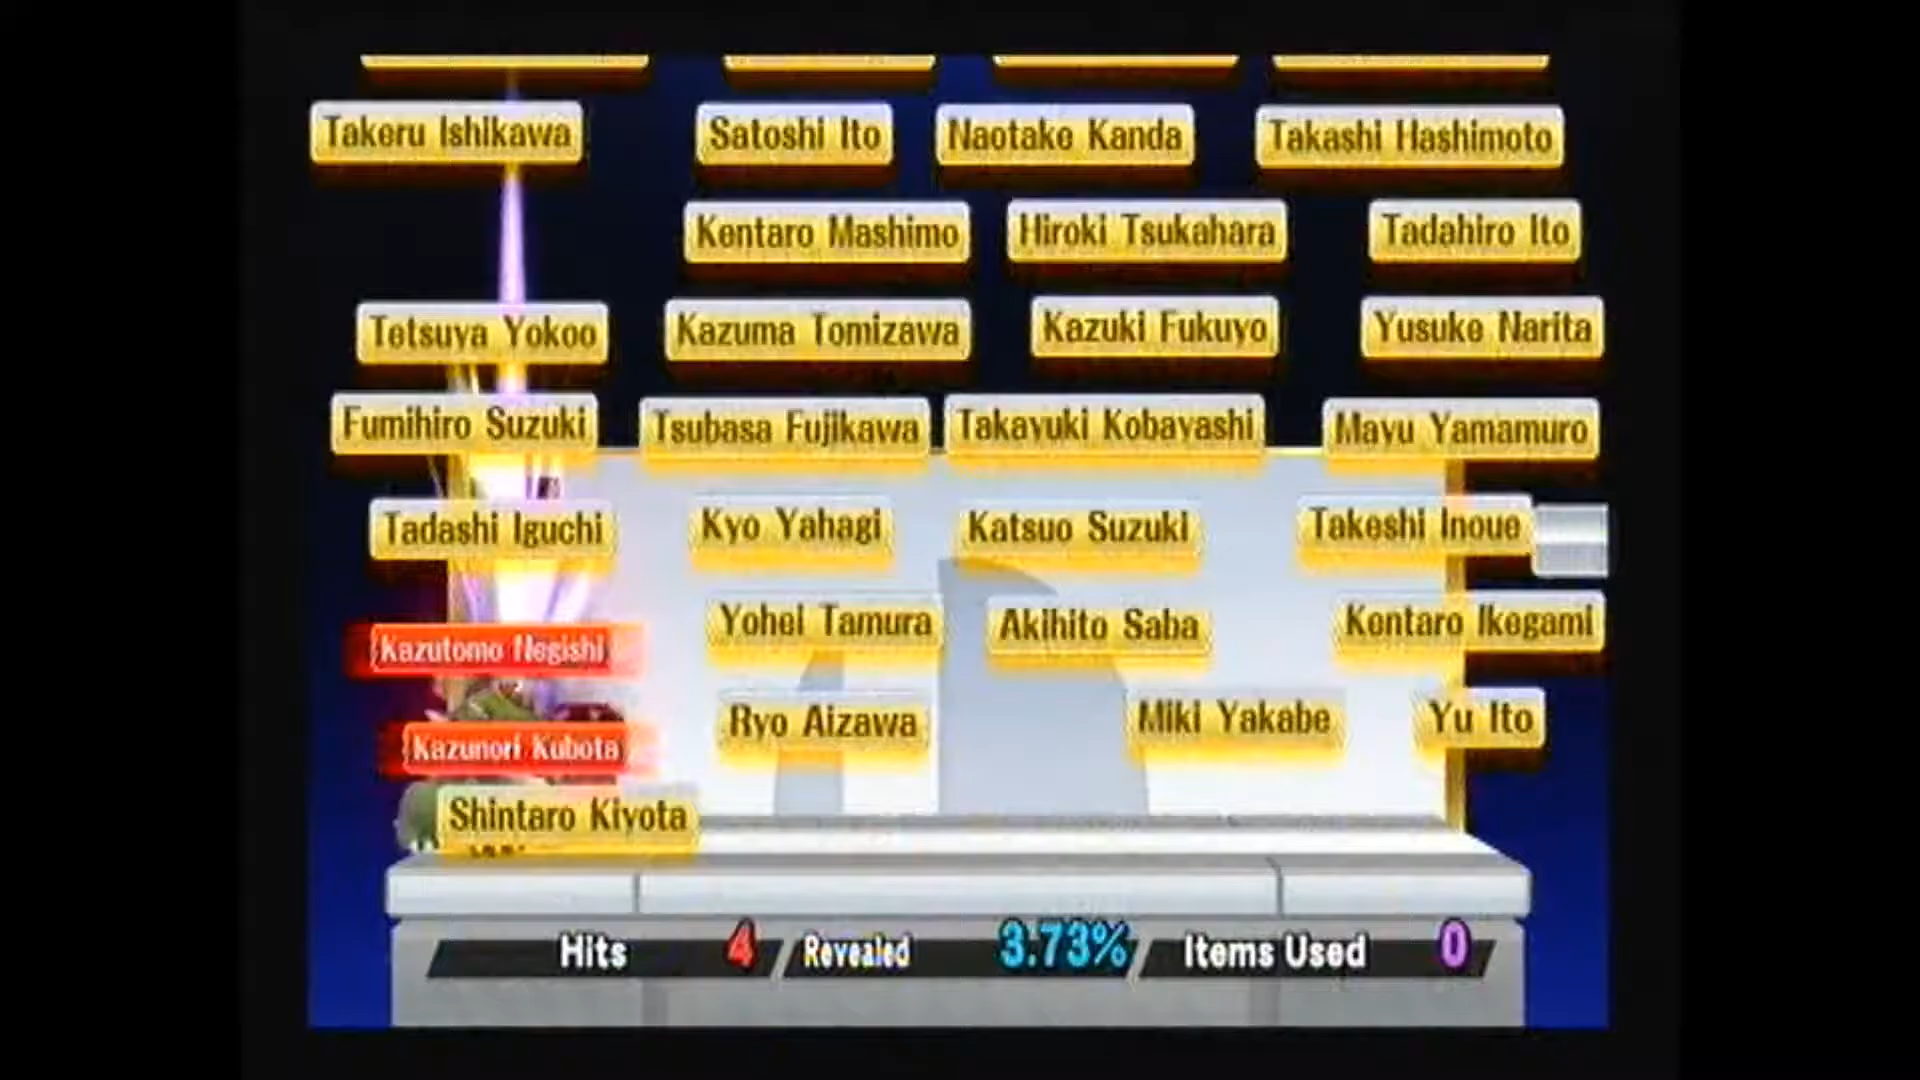 Takeru Ishikawa Satoshi Ito Naotake Kanda Takashi Hashimoto
Kentaro Mashimo Hiroki Tsukahara Tadahiro Ito
Tetsuya Yokoo Kazuma Tomizawa Kazuki Fukuyo Yusuke Narita
Fumihiro Suzuki Tsubasa Fujikawa Takayuki Kobayashi Mayu Yamamuro
Tadashi Iguchi Kyo Yahagi Katsuo Suzuki Takeshi Inoue
Kazutomo Negishi Yohei Tamura Akihito Saba Kentaro Ikegami
Kazunori Kubota Ryo Aizawa Miki Yakabe Yu Ito
Shintaro Kiyota
Hits 4 Revealed 3.73% Items Used 0